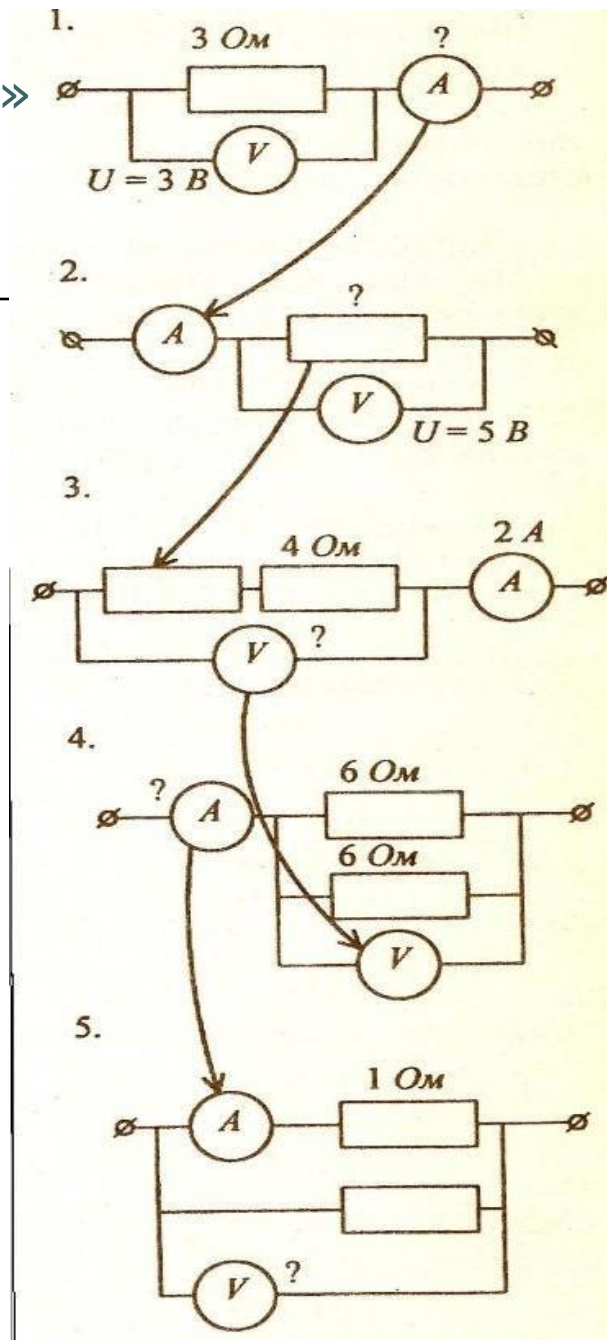 1.
3 Ом ?
»
A
V
U = 3 В
2.
?
A
V
U = 5 В
3.
4 Ом 2 А
A
V ?
4.
? 6 Ом
A
6 Ом
V
5.
1 Ом
A
V ?